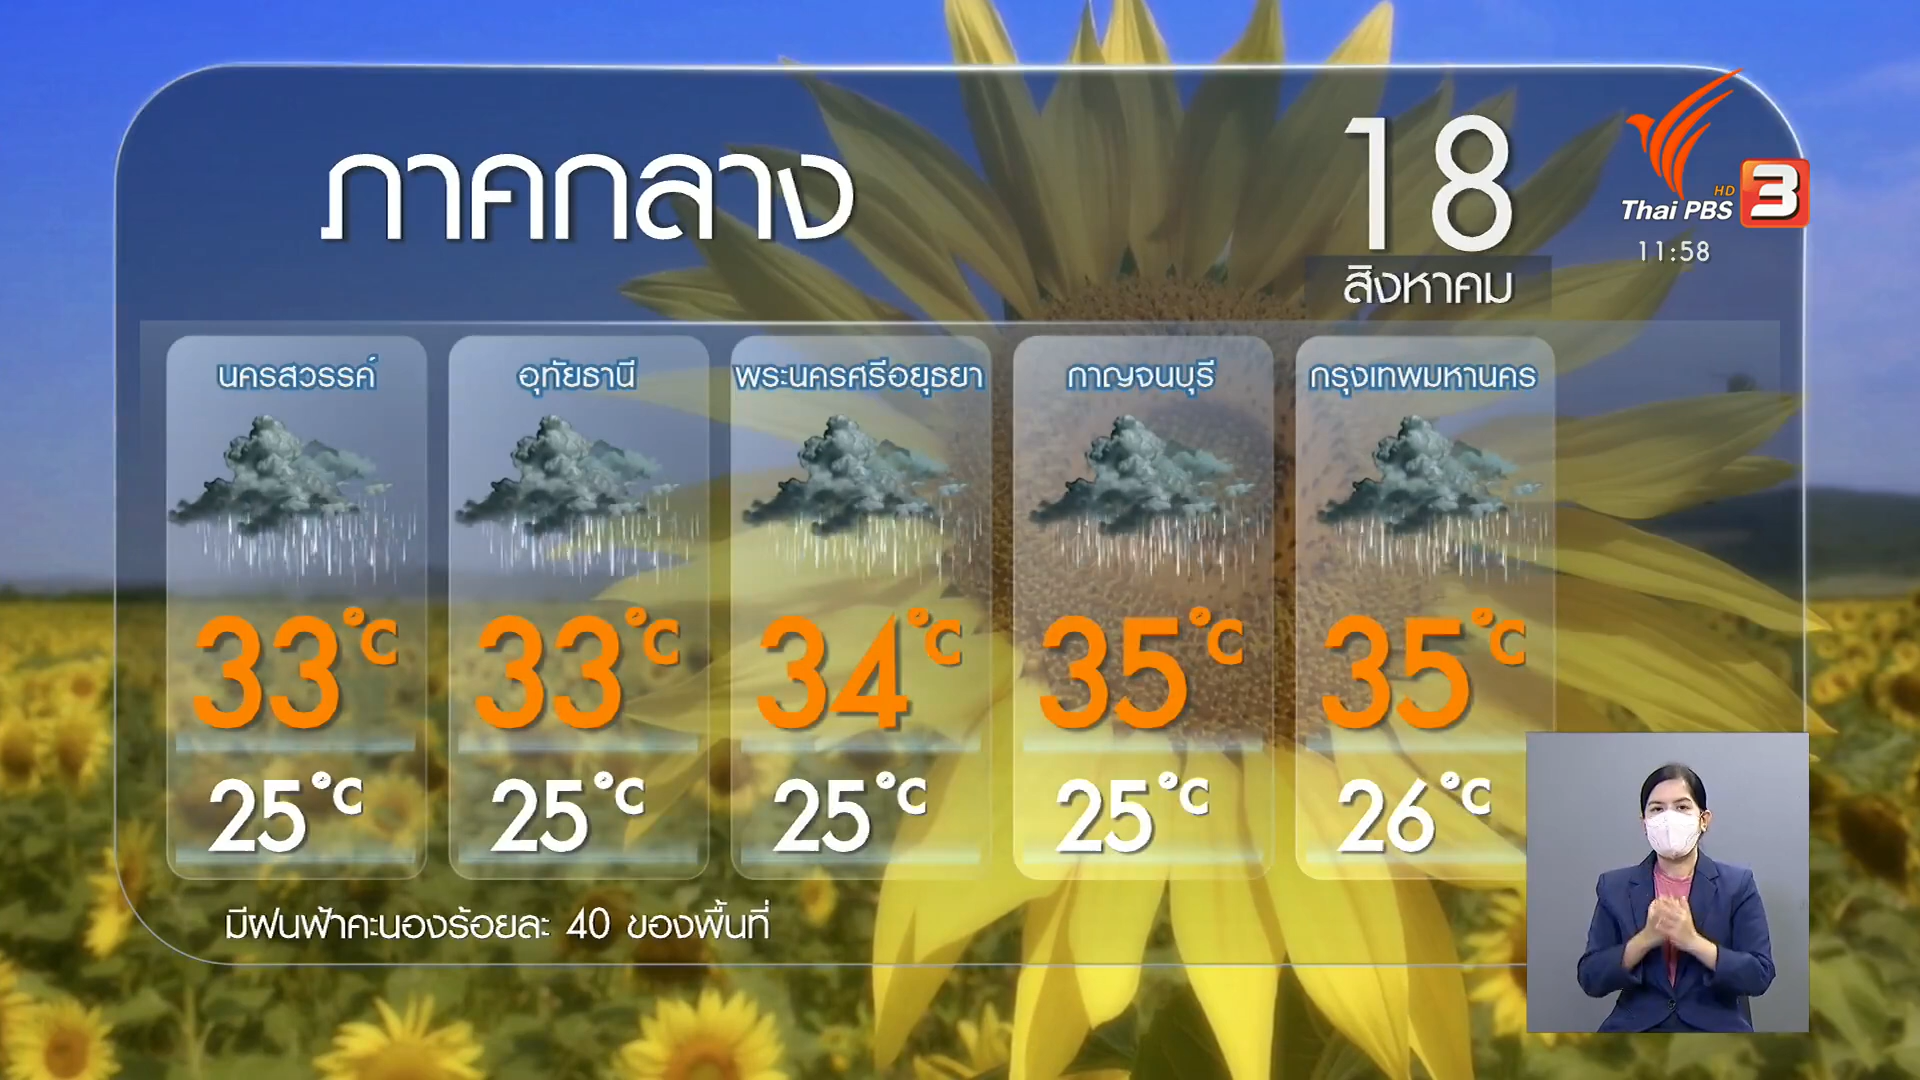 ภาคกลาง
18
สิงหาคม
HD
Thai PBS 3
11:58
นครสวรรค์ อุทัยธานี พระนครศรีอยุธยา กาญจนบุรี กรุงเทพมหานคร
33°C 33°C 34°C 35°C 35°C
25°C 25°C 25°C 25°C 26°C
มีฝนฟ้าคะนองร้อยละ 40 ของพื้นที่